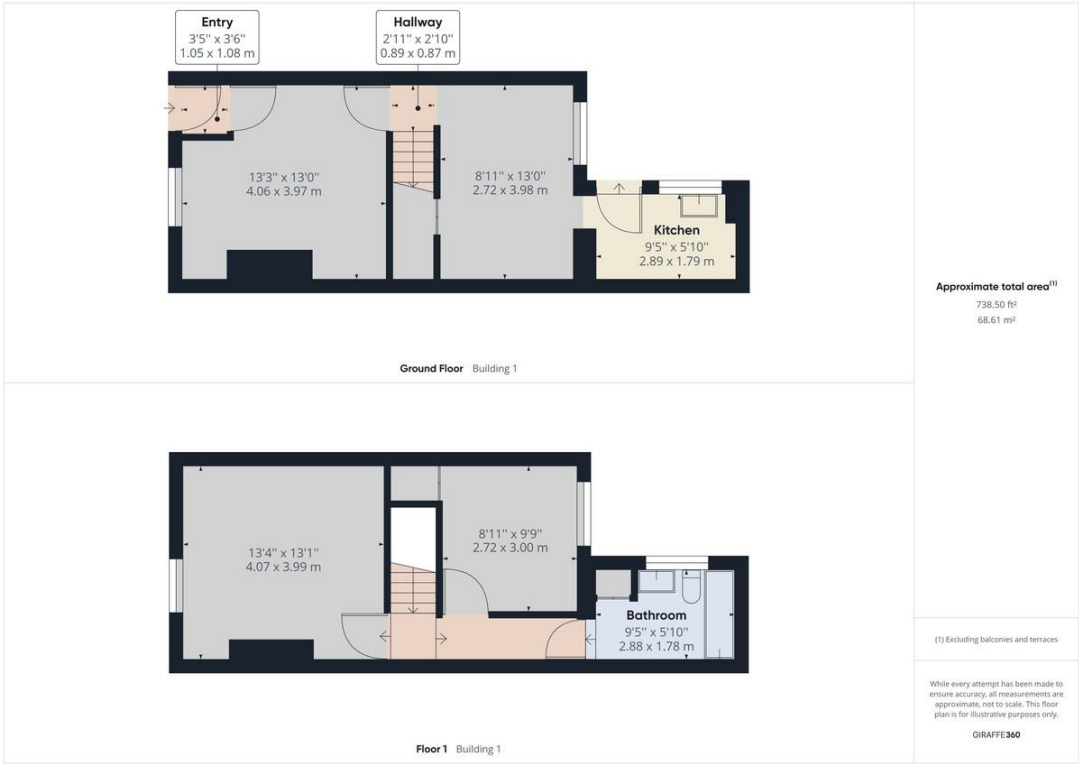 Entry
3'5'' x 3'6''
1.05 x 1.08 m
Hallway
2'11'' x 2'10''
0.89 x 0.87 m
13'3'' x 13'0''
4.06 x 3.97 m
8'11'' x 13'0''
2.72 x 3.98 m
Kitchen
9'5'' x 5'10''
2.89 x 1.79 m
Ground Floor Building 1
13'4'' x 13'1''
4.07 x 3.99 m
8'11'' x 9'9''
2.72 x 3.00 m
Bathroom
9'5'' x 5'10''
2.88 x 1.78 m
Floor 1 Building 1
Approximate total area(1)
738.50 ft²
68.61 m²
(1) Excluding balconies and terraces
While every attempt has been made to
ensure accuracy, all measurements are
approximate, not to scale. This floor
plan is for illustrative purposes only.
GIRAFFE360